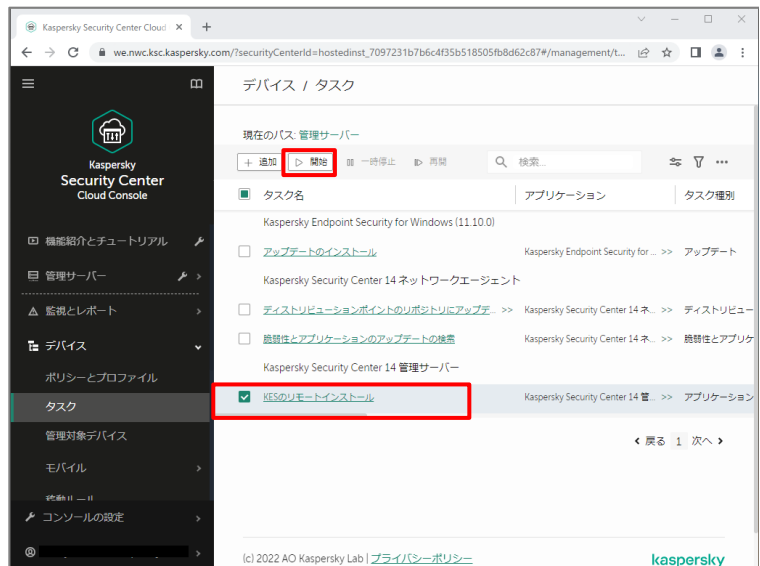 Kaspersky Security Center Cloud
we.nwc.ksc.kaspersky.com/?securityCenterId=hostedinst_7097231b7b6c4f35b518505fb8d62c87#/management/t...
デバイス / タスク
現在のパス: 管理サーバー
追加 開始 一時停止 再開 検索...
タスク名 アプリケーション タスク種別
Kaspersky Endpoint Security for Windows (11.10.0)
アップデートのインストール Kaspersky Endpoint Security for ... >> アップデート
Kaspersky Security Center 14 ネットワークエージェント
ディストリビューションポイントのリポジトリにアップデ... >> Kaspersky Security Center 14 ネ... >> ディストリビュー
脆弱性とアプリケーションのアップデートの検索 Kaspersky Security Center 14 ネ... >> 脆弱性とアプリケ
Kaspersky Security Center 14 管理サーバー
KESのリモートインストール Kaspersky Security Center 14 管... >> アプリケーション
戻る 1 次へ
(c) 2022 AO Kaspersky Lab | プライバシーポリシー
kaspersky
Kaspersky
Security Center
Cloud Console
機能紹介とチュートリアル
管理サーバー
監視とレポート
デバイス
ポリシーとプロファイル
タスク
管理対象デバイス
モバイル
移動ルール
コンソールの設定